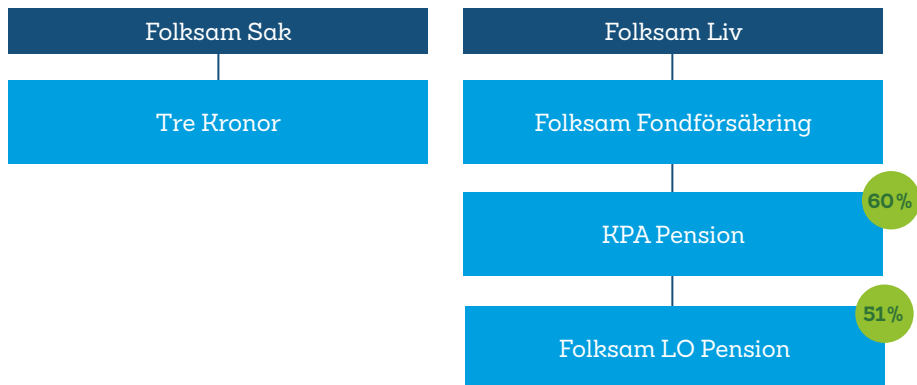 Folksam Sak
Tre Kronor
Folksam Liv
Folksam Fondförsäkring
60%
KPA Pension
51%
Folksam LO Pension